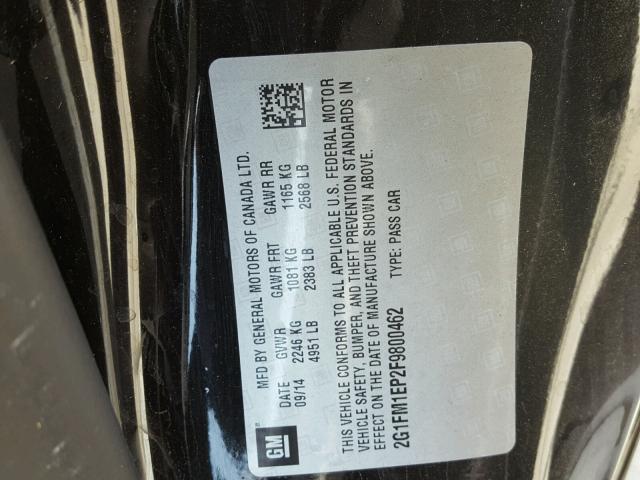 GM®
MFD BY GENERAL MOTORS OF CANADA LTD.
DATE GVWR GAWR FRT GAWR RR
09/14 2246 KG 1081 KG 1165 KG
4951 LB 2383 LB 2568 LB
THIS VEHICLE CONFORMS TO ALL APPLICABLE U.S. FEDERAL MOTOR
VEHICLE SAFETY, BUMPER, AND THEFT PREVENTION STANDARDS IN
EFFECT ON THE DATE OF MANUFACTURE SHOWN ABOVE.
2G1FM1EP2F9800462 TYPE: PASS CAR